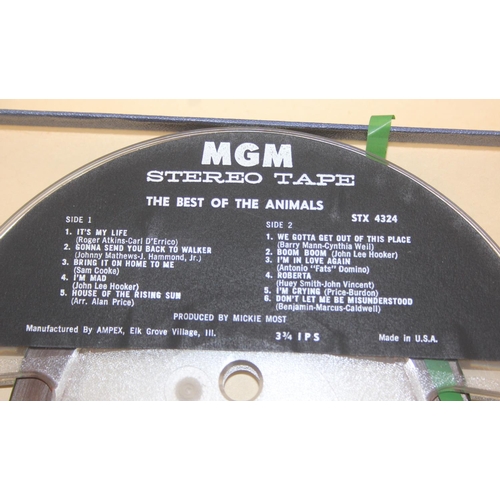 MGM
STEREO TAPE
THE BEST OF THE ANIMALS
STX 4324
SIDE 1
1. IT'S MY LIFE
(Roger Atkins-Carl D'Errico)
2. GONNA SEND YOU BACK TO WALKER
(Johnny Mathews-J. Hammond, Jr.)
3. BRING IT ON HOME TO ME
(Sam Cooke)
4. I'M MAD
(John Lee Hooker)
5. HOUSE OF THE RISING SUN
(Arr. Alan Price)
SIDE 2
1. WE GOTTA GET OUT OF THIS PLACE
(Barry Mann-Cynthia Weil)
2. BOOM BOOM (John Lee Hooker)
3. I'M IN LOVE AGAIN
(Antonio "Fats" Domino)
4. ROBERTA
(Huey Smith-John Vincent)
5. I'M CRYING (Price-Burdon)
6. DON'T LET ME BE MISUNDERSTOOD
(Benjamin-Marcus-Caldwell)
PRODUCED BY MICKIE MOST
Manufactured By AMPEX, Elk Grove Village, Ill.
3¾ IPS
Made in U.S.A.